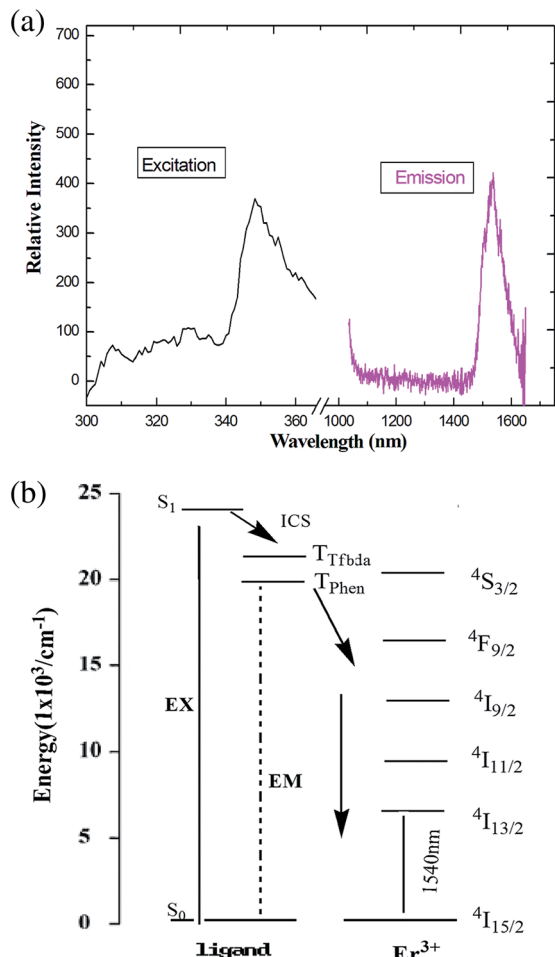 (a)
700
600
500
400
300
200
100
0
Relative Intensity
Excitation
Emission
300 320 340 360 1000 1200 1400 1600
Wavelength (nm)
(b)
25
20
15
10
5
0
Energy(1x10³/cm⁻¹)
S₁
ICS
T_Tfbda
T_Phen
EX
EM
S₀
ligand
⁴S₃/₂
⁴F₉/₂
⁴I₉/₂
⁴I₁₁/₂
⁴I₁₃/₂
1540nm
⁴I₁₅/₂
Er³⁺